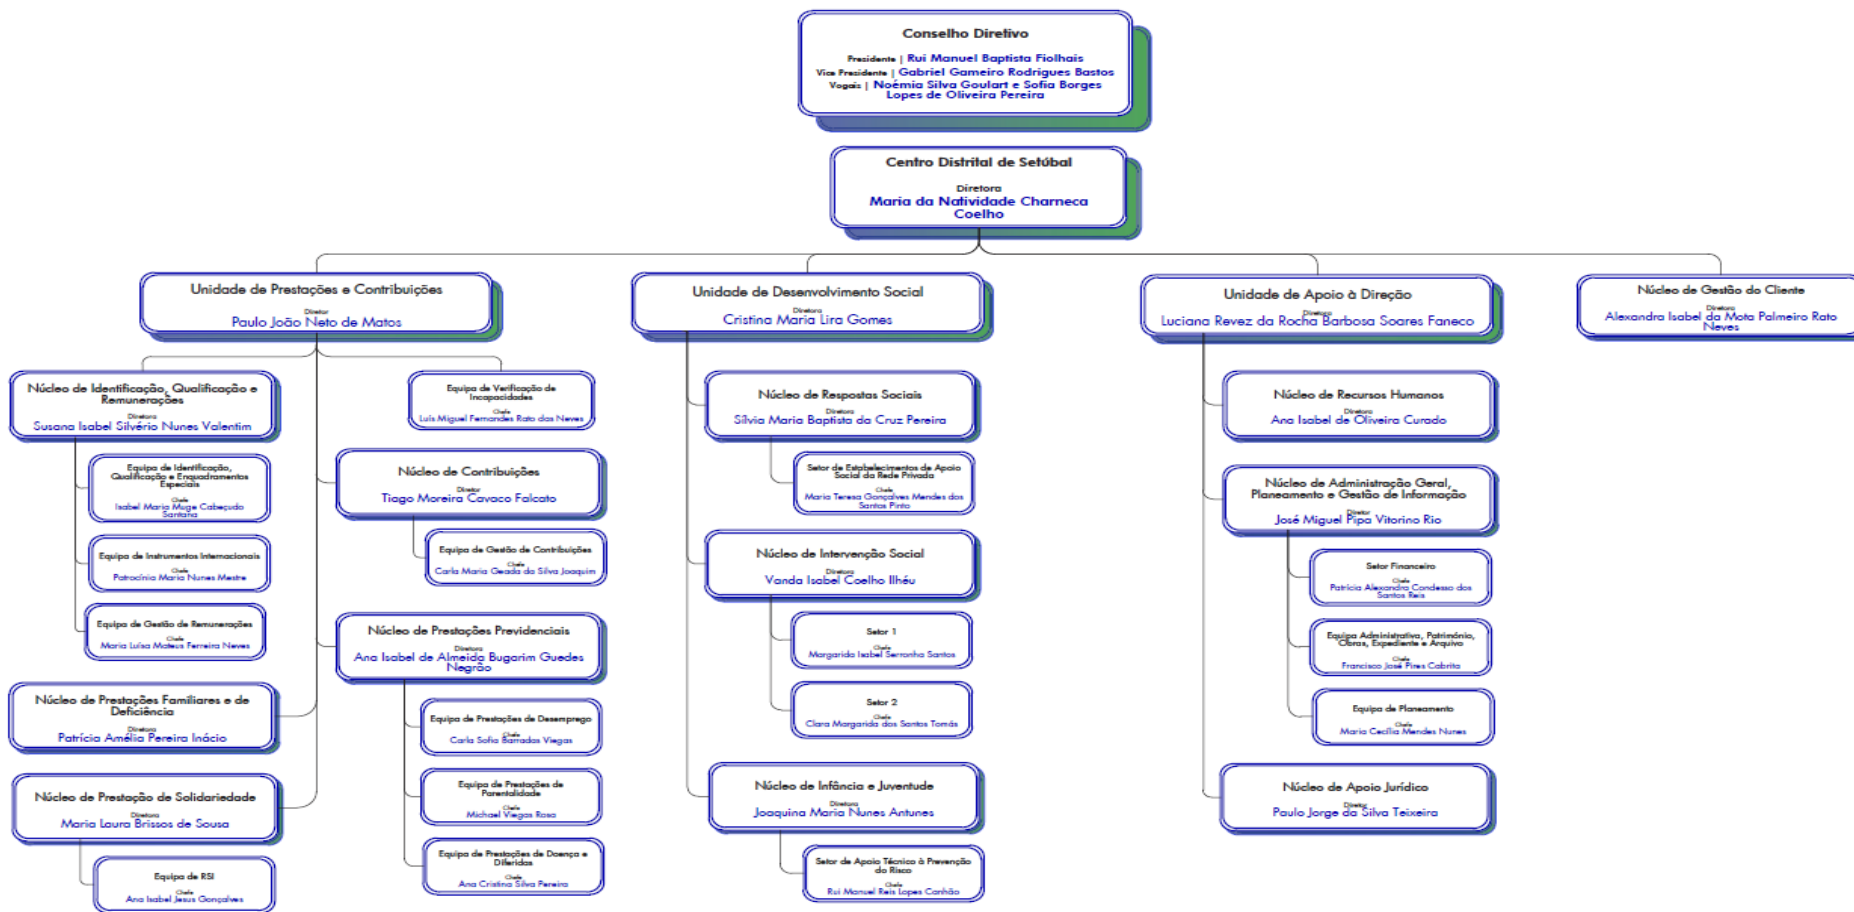 Conselho Diretivo
Presidente | Rui Manuel Baptista Fiolhais
Vice Presidente | Gabriel Gameiro Rodrigues Bastos
Vogais | Noémia Silva Goulart e Sofia Borges
Lopes de Oliveira Pereira
Centro Distrital de Setúbal
Diretora
Maria da Natividade Charneca
Coelho
Unidade de Prestações e Contribuições
Diretor
Paulo João Neto de Matos
Núcleo de Identificação, Qualificação e
Remunerações
Diretora
Susana Isabel Silvério Nunes Valentim
Equipa de Identificação,
Qualificação e Enquadramentos
Especiais
Chefe
Isabel Maria Muge Cabeçudo
Santana
Equipa de Instrumentos Internacionais
Chefe
Patrocínia Maria Nunes Mestre
Equipa de Gestão de Remunerações
Chefe
Maria Luísa Mateus Ferreira Neves
Núcleo de Prestações Familiares e de
Deficiência
Diretora
Patrícia Amélia Pereira Inácio
Núcleo de Prestação de Solidariedade
Diretora
Maria Laura Brissos de Sousa
Equipa de RSI
Chefe
Ana Isabel Jesus Gonçalves
Equipa de Verificação de
Incapacidades
Chefe
Luís Miguel Fernandes Rato das Neves
Núcleo de Contribuições
Diretor
Tiago Moreira Cavaco Falcato
Equipa de Gestão de Contribuições
Chefe
Carla Maria Geada da Silva Joaquim
Núcleo de Prestações Previdenciais
Diretora
Ana Isabel de Almeida Bugarim Guedes
Negrão
Equipa de Prestações de Desemprego
Chefe
Carla Sofia Barradas Viegas
Equipa de Prestações de
Parentalidade
Chefe
Michael Viegas Rosa
Equipa de Prestações de Doença e
Diferidas
Chefe
Ana Cristina Silva Pereira
Unidade de Desenvolvimento Social
Diretora
Cristina Maria Lira Gomes
Núcleo de Respostas Sociais
Diretora
Sílvia Maria Baptista da Cruz Pereira
Setor de Estabelecimentos de Apoio
Social da Rede Privada
Chefe
Maria Teresa Gonçalves Mendes dos
Santos Pinto
Núcleo de Intervenção Social
Diretora
Vanda Isabel Coelho Ilhéu
Setor 1
Chefe
Margarida Isabel Serronha Santos
Setor 2
Chefe
Clara Margarida dos Santos Tomás
Núcleo de Infância e Juventude
Diretora
Joaquina Maria Nunes Antunes
Setor de Apoio Técnico à Prevenção
do Risco
Chefe
Rui Manuel Reis Lopes Canhão
Unidade de Apoio à Direção
Diretora
Luciana Revez da Rocha Barbosa Soares Faneco
Núcleo de Recursos Humanos
Diretora
Ana Isabel de Oliveira Curado
Núcleo de Administração Geral,
Planeamento e Gestão de Informação
Diretor
José Miguel Pipa Vitorino Rio
Setor Financeiro
Chefe
Patrícia Alexandra Condesso dos
Santos Reis
Equipa Administrativa, Património,
Obras, Expediente e Arquivo
Chefe
Francisco José Pires Cabrita
Equipa de Planeamento
Chefe
Maria Cecília Mendes Nunes
Núcleo de Apoio Jurídico
Diretor
Paulo Jorge da Silva Teixeira
Núcleo de Gestão do Cliente
Diretora
Alexandra Isabel da Mota Palmeiro Rato
Neves